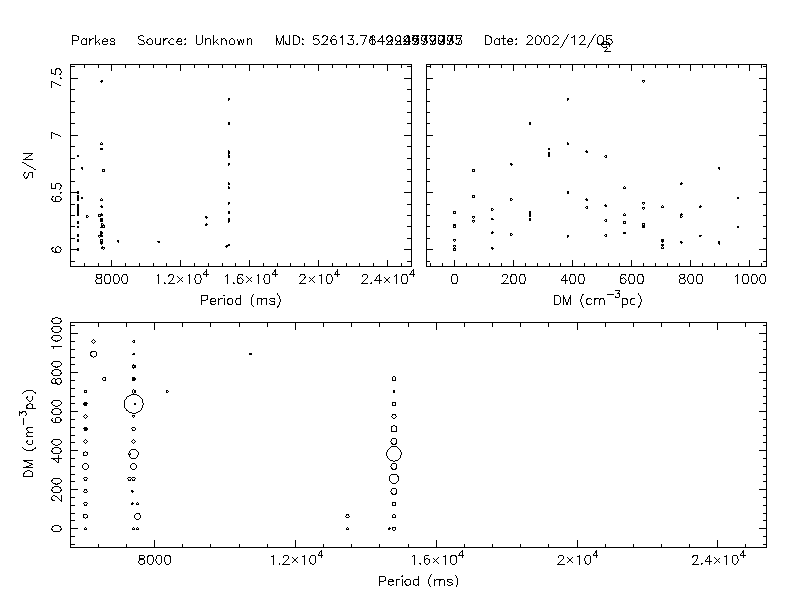 Parkes Source: Unknown MJD: Date: 2002/12/
7.5
7
6.5
6
S/N
8000 1.2×10⁴ 1.6×10⁴ 2×10⁴ 2.4×10⁴
Period (ms)
0 200 400 600 800 1000
DM (cm⁻³pc)
1000
800
600
400
200
0
DM (cm⁻³pc)
8000 1.2×10⁴ 1.6×10⁴ 2×10⁴ 2.4×10⁴
Period (ms)